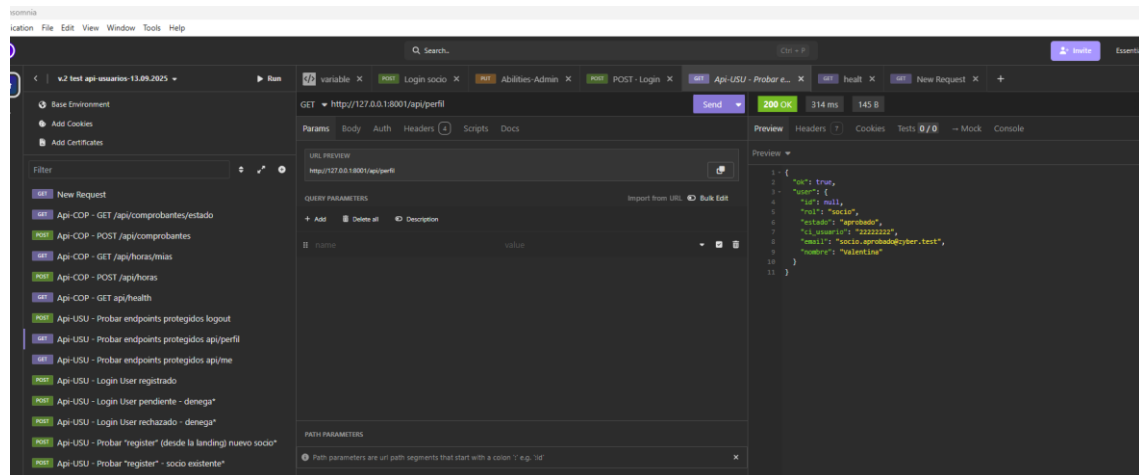 nsomnia
ication File Edit View Window Tools Help
Search..
Ctrl + P
Invite
Essenti
v.2 test api-usuarios-13.09.2025
Run
variable
POST Login socio
PUT Abilities-Admin
POST POST - Login
GET Api-USU - Probar e...
GET healt
GET New Request
Base Environment
Add Cookies
Add Certificates
Filter
GET New Request
GET Api-COP - GET /api/comprobantes/estado
POST Api-COP - POST /api/comprobantes
GET Api-COP - GET /api/horas/mias
POST Api-COP - POST /api/horas
GET Api-COP - GET api/health
POST Api-USU - Probar endpoints protegidos logout
GET Api-USU - Probar endpoints protegidos api/perfil
GET Api-USU - Probar endpoints protegidos api/me
POST Api-USU - Login User registrado
POST Api-USU - Login User pendiente - denega*
POST Api-USU - Login User rechazado - denega*
POST Api-USU - Probar "register" (desde la landing) nuevo socio*
POST Api-USU - Probar "register" - socio existente*
GET http://127.0.0.1:8001/api/perfil
Send
Params Body Auth Headers 4 Scripts Docs
URL PREVIEW
http://127.0.0.1:8001/api/perfil
QUERY PARAMETERS
Import from URL Bulk Edit
+ Add Delete all Description
name value
PATH PARAMETERS
Path parameters are url path segments that start with a colon ':' e.g. ':id'
200 OK 314 ms 145 B
Preview Headers 7 Cookies Tests 0 / 0 → Mock Console
Preview
1 {
2 "ok": true,
3 "user": {
4 "id": null,
5 "rol": "socio",
6 "estado": "aprobado",
7 "ci_usuario": "22222222",
8 "email": "socio.aprobado@zyber.test",
9 "nombre": "Valentina"
10 }
11 }